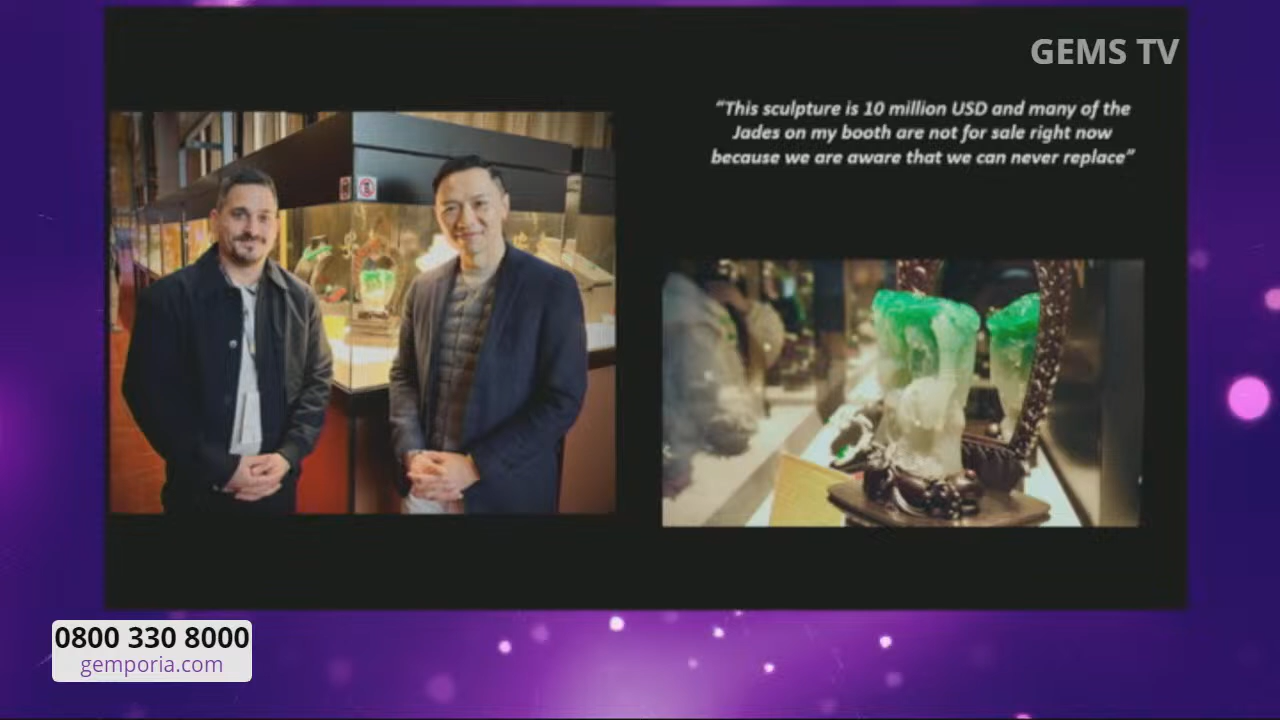 GEMS TV
“This sculpture is 10 million USD and many of the
Jades on my booth are not for sale right now
because we are aware that we can never replace”
0800 330 8000
gemporia.com